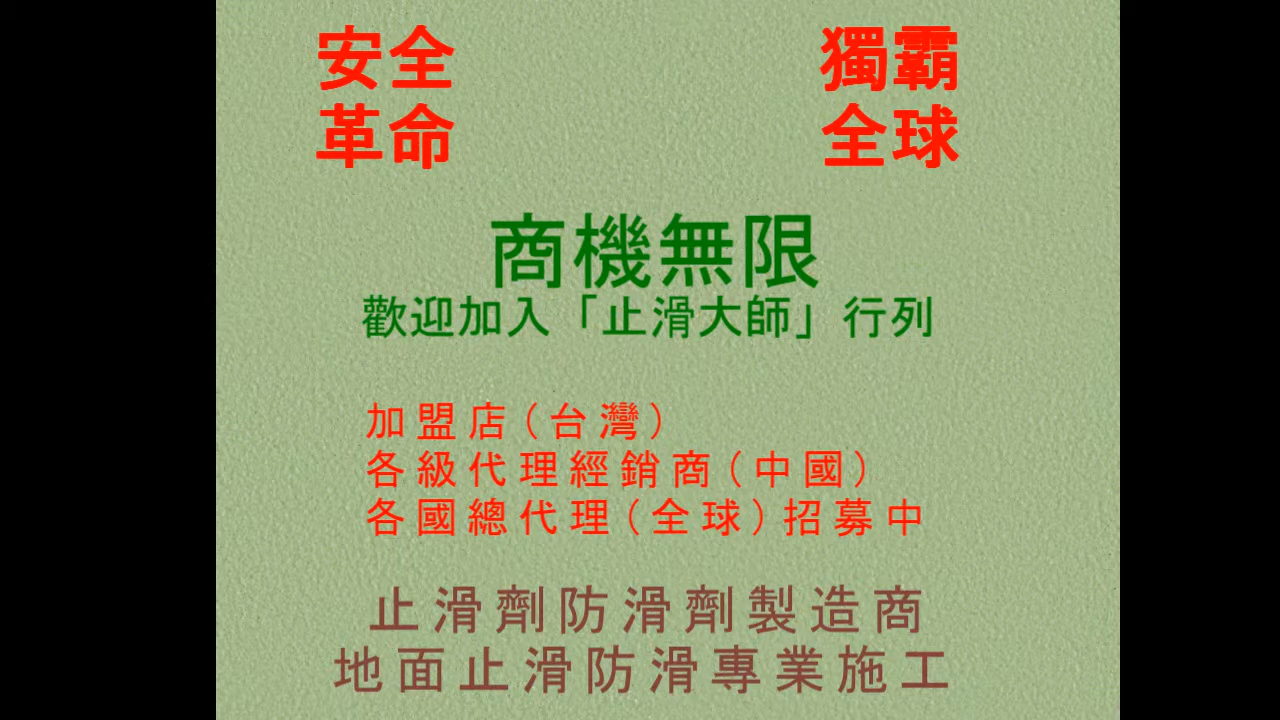 安全
革命
獨霸
全球
商機無限
歡迎加入「止滑大師」行列
加盟店(台灣)
各級代理經銷商(中國)
各國總代理(全球)招募中
止滑劑防滑劑製造商
地面止滑防滑專業施工